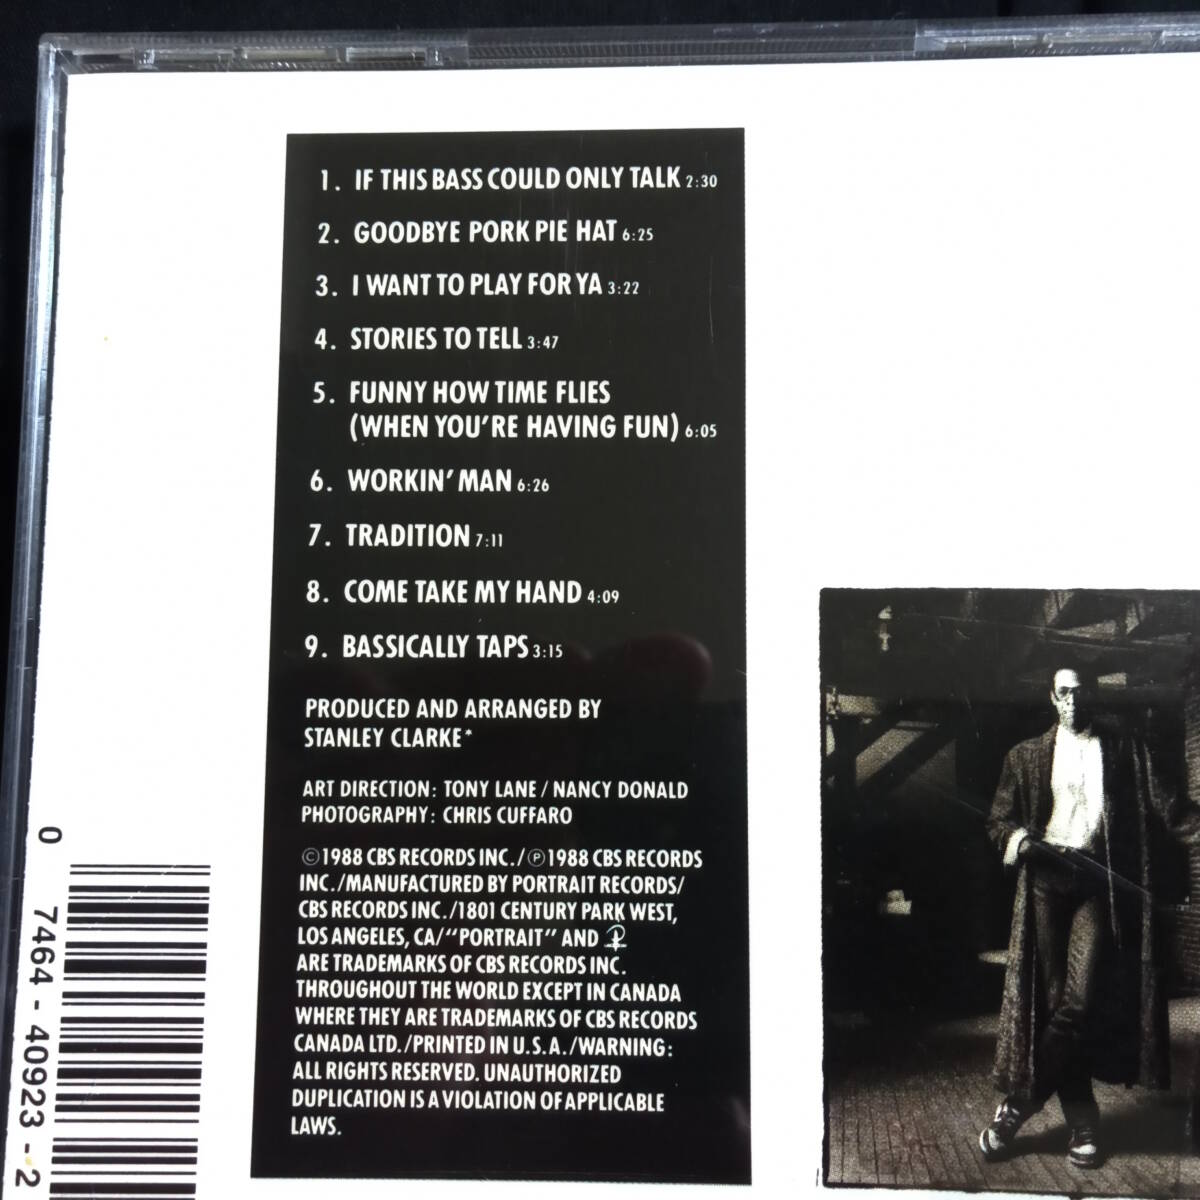 1. IF THIS BASS COULD ONLY TALK 2:30
2. GOODBYE PORK PIE HAT 6:25
3. I WANT TO PLAY FOR YA 3:22
4. STORIES TO TELL 3:47
5. FUNNY HOW TIME FLIES
(WHEN YOU'RE HAVING FUN) 6:05
6. WORKIN' MAN 6:26
7. TRADITION 7:11
8. COME TAKE MY HAND 4:09
9. BASSICALLY TAPS 3:15
PRODUCED AND ARRANGED BY
STANLEY CLARKE*
ART DIRECTION: TONY LANE / NANCY DONALD
PHOTOGRAPHY: CHRIS CUFFARO
©1988 CBS RECORDS INC./℗1988 CBS RECORDS
INC./MANUFACTURED BY PORTRAIT RECORDS/
CBS RECORDS INC./1801 CENTURY PARK WEST,
LOS ANGELES, CA/"PORTRAIT" AND
ARE TRADEMARKS OF CBS RECORDS INC.
THROUGHOUT THE WORLD EXCEPT IN CANADA
WHERE THEY ARE TRADEMARKS OF CBS RECORDS
CANADA LTD./PRINTED IN U.S.A./WARNING:
ALL RIGHTS RESERVED. UNAUTHORIZED
DUPLICATION IS A VIOLATION OF APPLICABLE
LAWS.
0 7464-40923-2